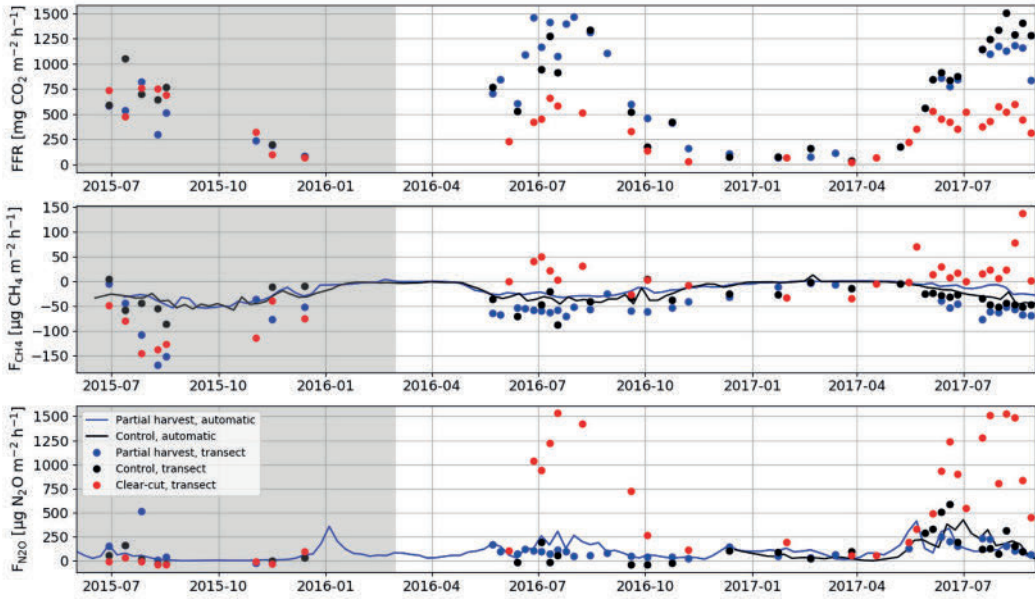 FFR [mg CO₂ m⁻² h⁻¹]
1500
1250
1000
750
500
250
0
2015-07 2015-10 2016-01 2016-04 2016-07 2016-10 2017-01 2017-04 2017-07
F_CH4 [µg CH₄ m⁻² h⁻¹]
150
100
50
0
−50
−100
−150
2015-07 2015-10 2016-01 2016-04 2016-07 2016-10 2017-01 2017-04 2017-07
F_N2O [µg N₂O m⁻² h⁻¹]
1500
1250
1000
750
500
250
0
Partial harvest, automatic
Control, automatic
Partial harvest, transect
Control, transect
Clear-cut, transect
2015-07 2015-10 2016-01 2016-04 2016-07 2016-10 2017-01 2017-04 2017-07